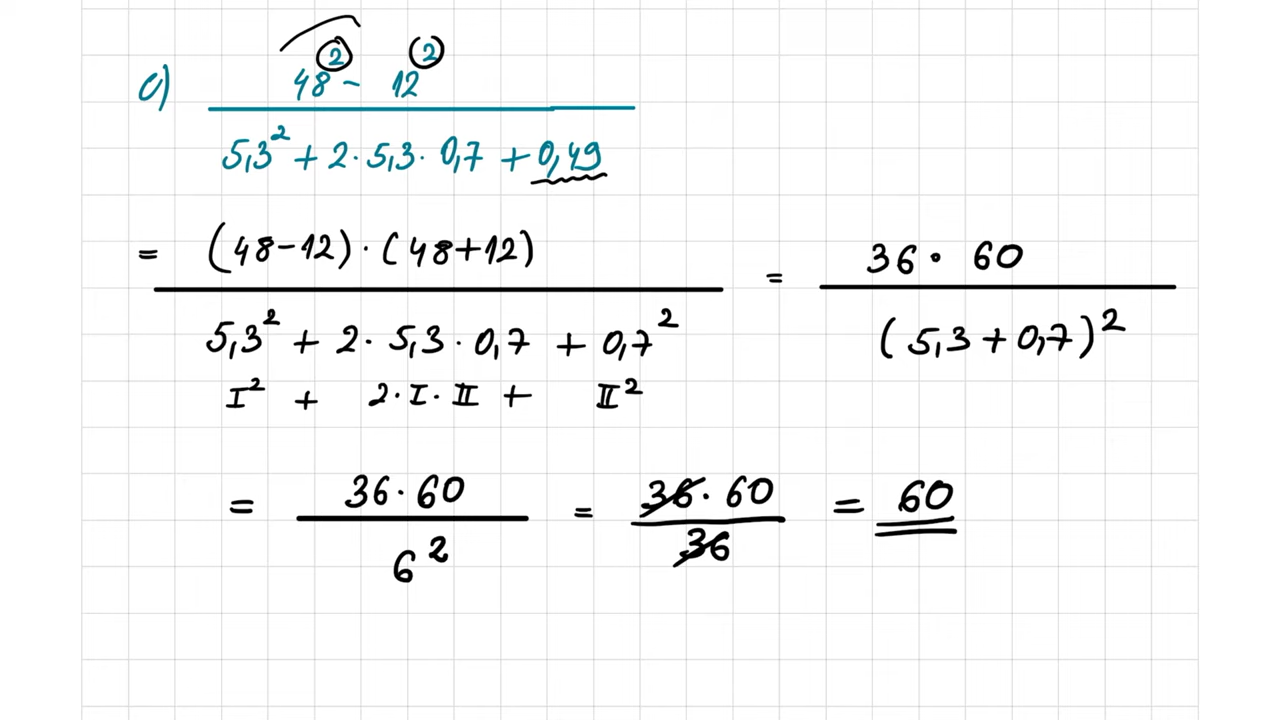 c) (48² - 12²) / (5,3² + 2 · 5,3 · 0,7 + 0,49)
= ((48-12) · (48+12)) / (5,3² + 2 · 5,3 · 0,7 + 0,7²) = (36 · 60) / (5,3 + 0,7)²
I² + 2 · I · II + II²
= (36 · 60) / 6² = (36 · 60) / 36 = 60